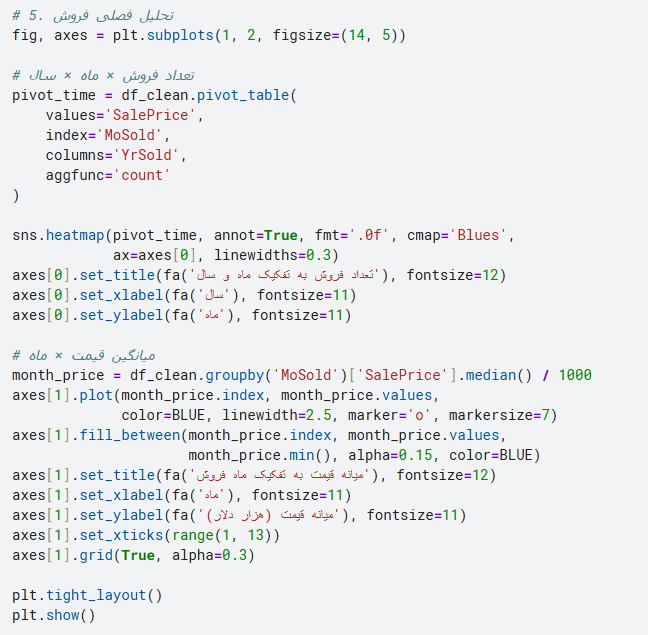 # 5. تحلیل فصلی فروش
fig, axes = plt.subplots(1, 2, figsize=(14, 5))
# تعداد فروش × ماه × سال
pivot_time = df_clean.pivot_table(
    values='SalePrice',
    index='MoSold',
    columns='YrSold',
    aggfunc='count'
)
sns.heatmap(pivot_time, annot=True, fmt='.0f', cmap='Blues',
            ax=axes[0], linewidths=0.3)
axes[0].set_title(fa('تعداد فروش به تفکیک ماه و سال'), fontsize=12)
axes[0].set_xlabel(fa('سال'), fontsize=11)
axes[0].set_ylabel(fa('ماه'), fontsize=11)
# میانگین قیمت × ماه
month_price = df_clean.groupby('MoSold')['SalePrice'].median() / 1000
axes[1].plot(month_price.index, month_price.values,
             color=BLUE, linewidth=2.5, marker='o', markersize=7)
axes[1].fill_between(month_price.index, month_price.values,
                     month_price.min(), alpha=0.15, color=BLUE)
axes[1].set_title(fa('میانه قیمت به تفکیک ماه فروش'), fontsize=12)
axes[1].set_xlabel(fa('ماه'), fontsize=11)
axes[1].set_ylabel(fa('میانه قیمت (هزار دلار)'), fontsize=11)
axes[1].set_xticks(range(1, 13))
axes[1].grid(True, alpha=0.3)
plt.tight_layout()
plt.show()